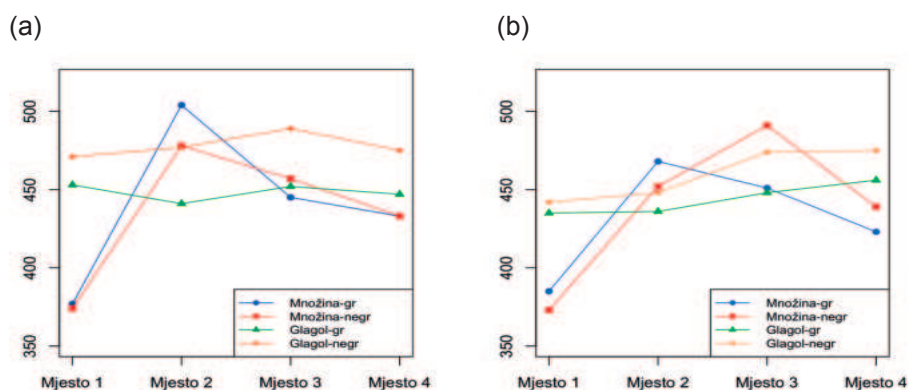 (a)
500
450
400
350
Množina-gr
Množina-negr
Glagol-gr
Glagol-negr
Mjesto 1 Mjesto 2 Mjesto 3 Mjesto 4
(b)
500
450
400
350
Množina-gr
Množina-negr
Glagol-gr
Glagol-negr
Mjesto 1 Mjesto 2 Mjesto 3 Mjesto 4